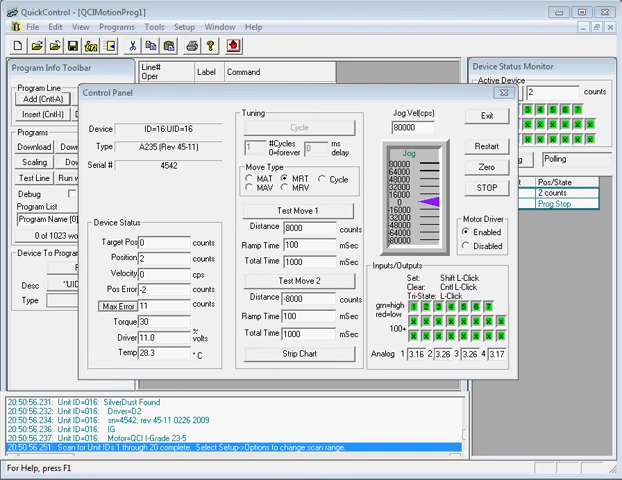 QuickControl - [QCIMotionProg1]
File Edit View Programs Tools Setup Window Help
Program Info Toolbar
Line#
Oper
Label
Command
Device Status Monitor
Program Line
Add (Cntl-A)
Insert (Cntl-I)
Active Device
2 counts
Control Panel
Device ID=16:UID=16
Type A235 (Rev 45-11)
Serial # 4542
Tuning
Cycle
1 #Cycles 0=forever 0 ms delay
Move Type
MAT MRT Cycle
MAV MRV
Test Move 1
Distance 8000 counts
Ramp Time 100 mSec
Total Time 1000 mSec
Test Move 2
Distance -8000 counts
Ramp Time 100 mSec
Total Time 1000 mSec
Strip Chart
Device Status
Target Pos 0 counts
Position 2 counts
Velocity 0 cps
Pos Error -2 counts
Max Error 11 counts
Torque 30 %
Driver 11.0 volts
Temp 28.3 °C
Jog Vel(cps)
80000
Jog
80000
64000
48000
32000
16000
0
-16000
-32000
-48000
-64000
-80000
Exit
Restart
Zero
STOP
Motor Driver
Enabled
Disabled
Inputs/Outputs
Set: Shift L-Click
Clear: Cntl L-Click
Tri-State: L-Click
grn=high
red=low
1 2 3 4 5 6 7
100+
Analog 1 3.16 2 3.26 3 3.26 4 3.17
Programs
Download
Scaling
Test Line
Debug
Program List
Program Name [0]
0 of 1023 wo
Device To Program
Desc "UID
Type
Polling
Pos/State
2 counts
Prog Stop
20:50:56.231: Unit ID=016: SilverDust Found
20:50:56.232: Unit ID=016: Driver=D2
20:50:56.234: Unit ID=016: sn=4542, rev 45-11 0226 2009
20:50:56.236: Unit ID=016: IG
20:50:56.237: Unit ID=016: Motor=QCI I-Grade 23-5
20:50:56.251: Scan for Unit IDs 1 through 20 complete. Select Setup->Options to change scan range.
For Help, press F1